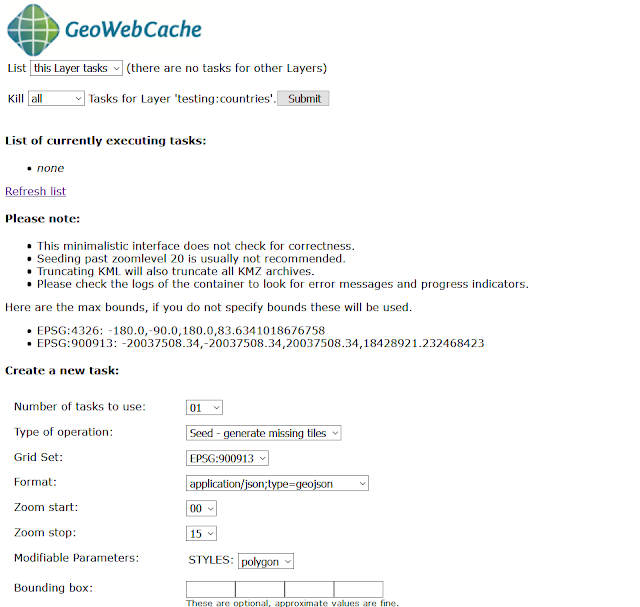 GeoWebCache
List this Layer tasks (there are no tasks for other Layers)
Kill all Tasks for Layer 'testing:countries'. Submit
List of currently executing tasks:
• none
Refresh list
Please note:
• This minimalistic interface does not check for correctness.
• Seeding past zoomlevel 20 is usually not recommended.
• Truncating KML will also truncate all KMZ archives.
• Please check the logs of the container to look for error messages and progress indicators.
Here are the max bounds, if you do not specify bounds these will be used.
• EPSG:4326: -180.0,-90.0,180.0,83.6341018676758
• EPSG:900913: -20037508.34,-20037508.34,20037508.34,18428921.232468423
Create a new task:
Number of tasks to use: 01
Type of operation: Seed - generate missing tiles
Grid Set: EPSG:900913
Format: application/json;type=geojson
Zoom start: 00
Zoom stop: 15
Modifiable Parameters: STYLES: polygon
Bounding box:
These are optional, approximate values are fine.